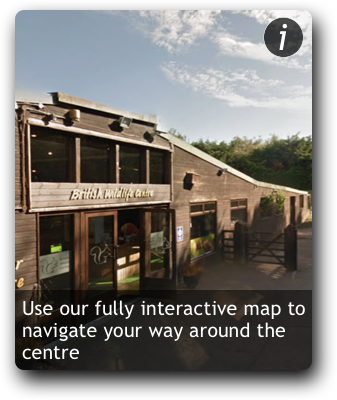 i
British Wildlife Centre
Use our fully interactive map to
navigate your way around the
centre